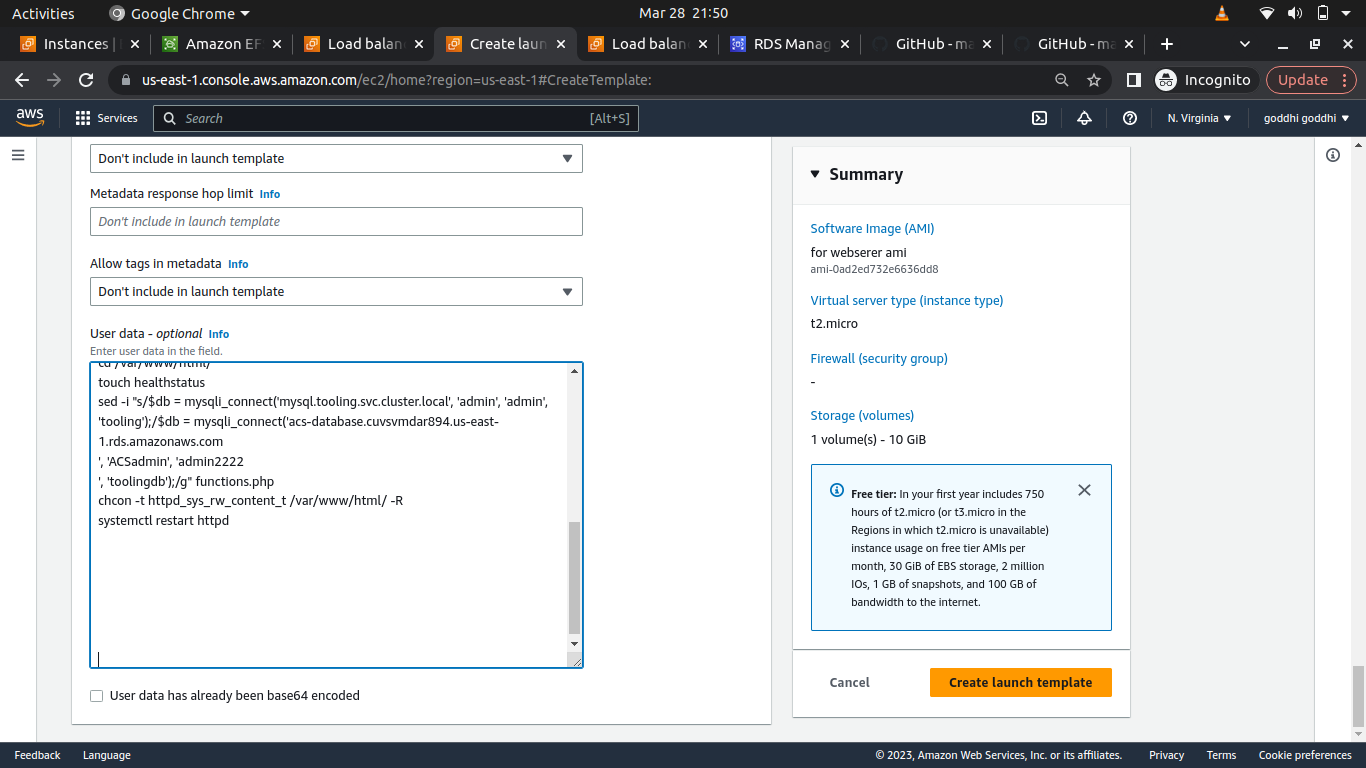 Activities
Google Chrome
Mar 28 21:50
Instances |
Amazon EF
Load balan
Create laun
Load balan
RDS Manag
GitHub - ma
GitHub - ma
us-east-1.console.aws.amazon.com/ec2/home?region=us-east-1#CreateTemplate:
Incognito
Update
aws
Services
Search
[Alt+S]
N. Virginia
goddhi goddhi
Don't include in launch template
Metadata response hop limit Info
Don't include in launch template
Allow tags in metadata Info
Don't include in launch template
User data - optional Info
Enter user data in the field.
cd /var/www/html/
touch healthstatus
sed -i "s/$db = mysqli_connect('mysql.tooling.svc.cluster.local', 'admin', 'admin',
'tooling');/$db = mysqli_connect('acs-database.cuvsvmdar894.us-east-
1.rds.amazonaws.com
', 'ACSadmin', 'admin2222
', 'toolingdb');/g" functions.php
chcon -t httpd_sys_rw_content_t /var/www/html/ -R
systemctl restart httpd
User data has already been base64 encoded
Summary
Software Image (AMI)
for webserer ami
ami-0ad2ed732e6636dd8
Virtual server type (instance type)
t2.micro
Firewall (security group)
-
Storage (volumes)
1 volume(s) - 10 GiB
Free tier: In your first year includes 750
hours of t2.micro (or t3.micro in the
Regions in which t2.micro is unavailable)
instance usage on free tier AMIs per
month, 30 GiB of EBS storage, 2 million
IOs, 1 GB of snapshots, and 100 GB of
bandwidth to the internet.
Cancel
Create launch template
Feedback
Language
© 2023, Amazon Web Services, Inc. or its affiliates.
Privacy
Terms
Cookie preferences